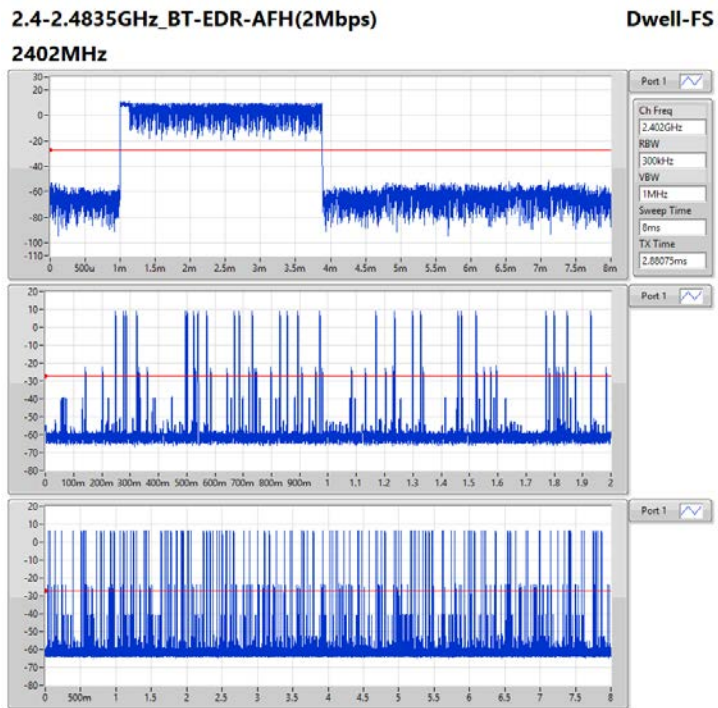 2.4-2.4835GHz_BT-EDR-AFH(2Mbps) Dwell-FS
2402MHz
30
20
0
-20
-40
-60
-80
-100
-110
0 500u 1m 1.5m 2m 2.5m 3m 3.5m 4m 4.5m 5m 5.5m 6m 6.5m 7m 7.5m 8m
Port 1
Ch Freq
2.402GHz
RBW
300kHz
VBW
1MHz
Sweep Time
8ms
TX Time
2.88075ms
20
10
0
-10
-20
-30
-40
-50
-60
-70
-80
0 100m 200m 300m 400m 500m 600m 700m 800m 900m 1 1.1 1.2 1.3 1.4 1.5 1.6 1.7 1.8 1.9 2
Port 1
20
10
0
-10
-20
-30
-40
-50
-60
-70
-80
0 500m 1 1.5 2 2.5 3 3.5 4 4.5 5 5.5 6 6.5 7 7.5 8
Port 1